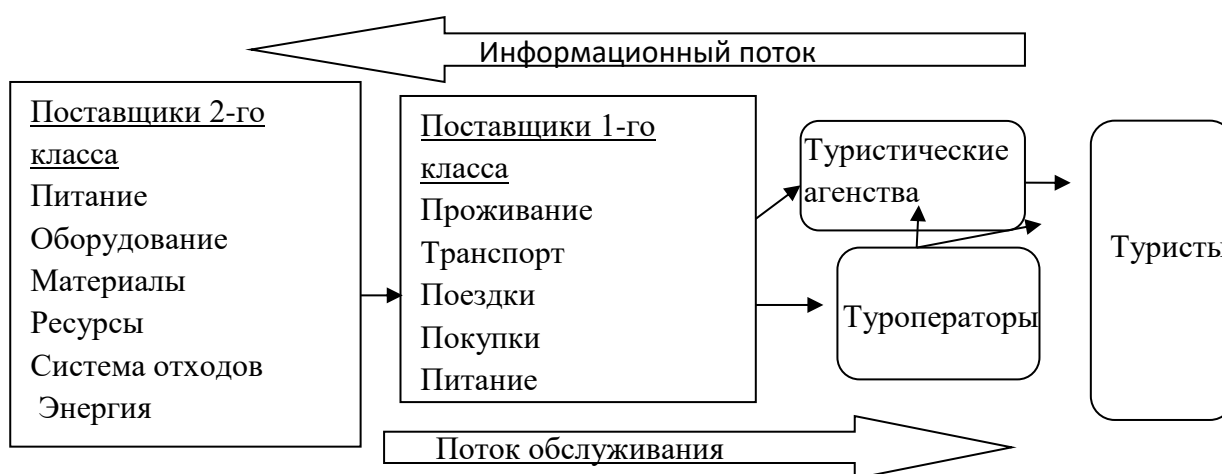 Информационный поток
Поставщики 2-го
класса
Питание
Оборудование
Материалы
Ресурсы
Система отходов
Энергия
Поставщики 1-го
класса
Проживание
Транспорт
Поездки
Покупки
Питание
Туристические
агенства
Туроператоры
Туристы
Поток обслуживания